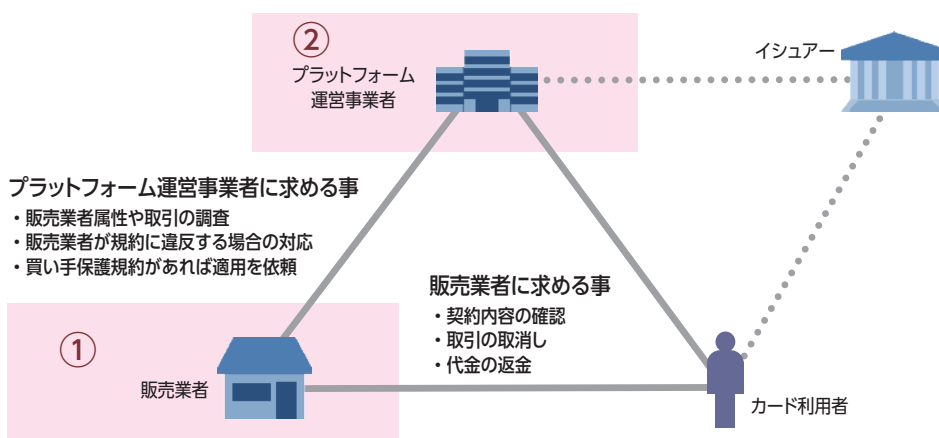 ②
プラットフォーム
運営事業者
イシュアー
プラットフォーム運営事業者に求める事
・販売業者属性や取引の調査
・販売業者が規約に違反する場合の対応
・買い手保護規約があれば適用を依頼
販売業者に求める事
・契約内容の確認
・取引の取消し
・代金の返金
①
販売業者
カード利用者